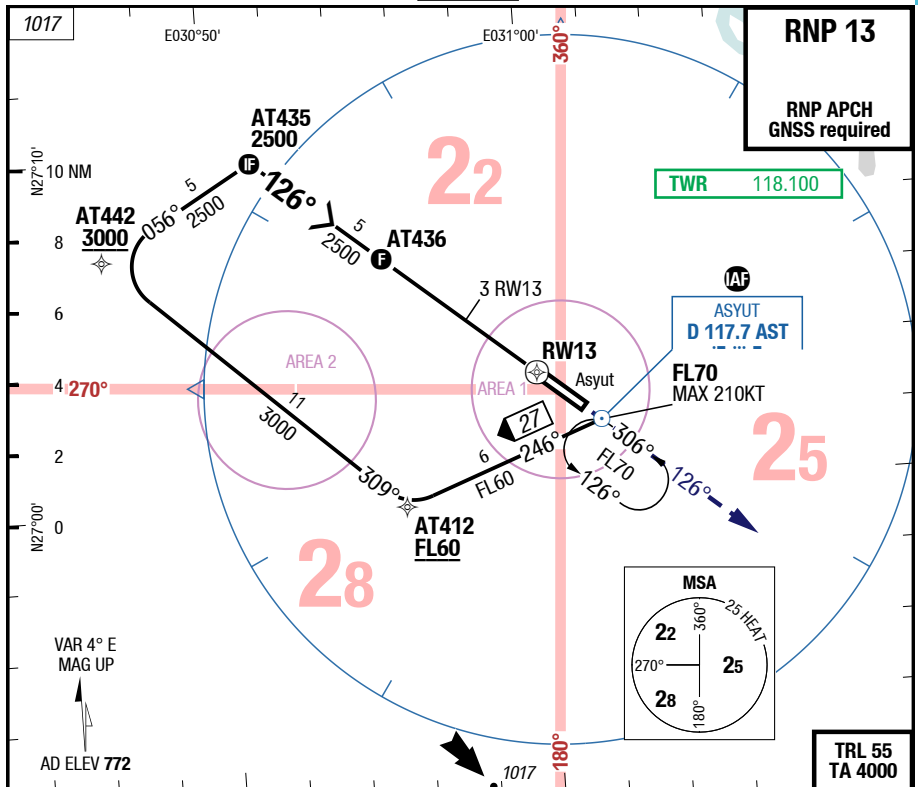 1017
E030°50'
E031°00'
360°
RNP 13
RNP APCH
GNSS required
TWR 118.100
N27°10'
10 NM
8
6
4
2
0
N27°00'
AT435
2500
IF
126°
5
2500
056°
5
2500
AT442
3000
F
AT436
22
3 RW13
IAF
ASYUT
D 117.7 AST
RW13
Asyut
FL70
MAX 210KT
AREA 2
AREA 1
270°
11
3000
309°
27
6
246°
FL60
306°
FL70
126°
126°
25
AT412
FL60
28
MSA
25 HEAT
360°
22
270°
25
28
180°
VAR 4° E
MAG UP
AD ELEV 772
180°
1017
TRL 55
TA 4000